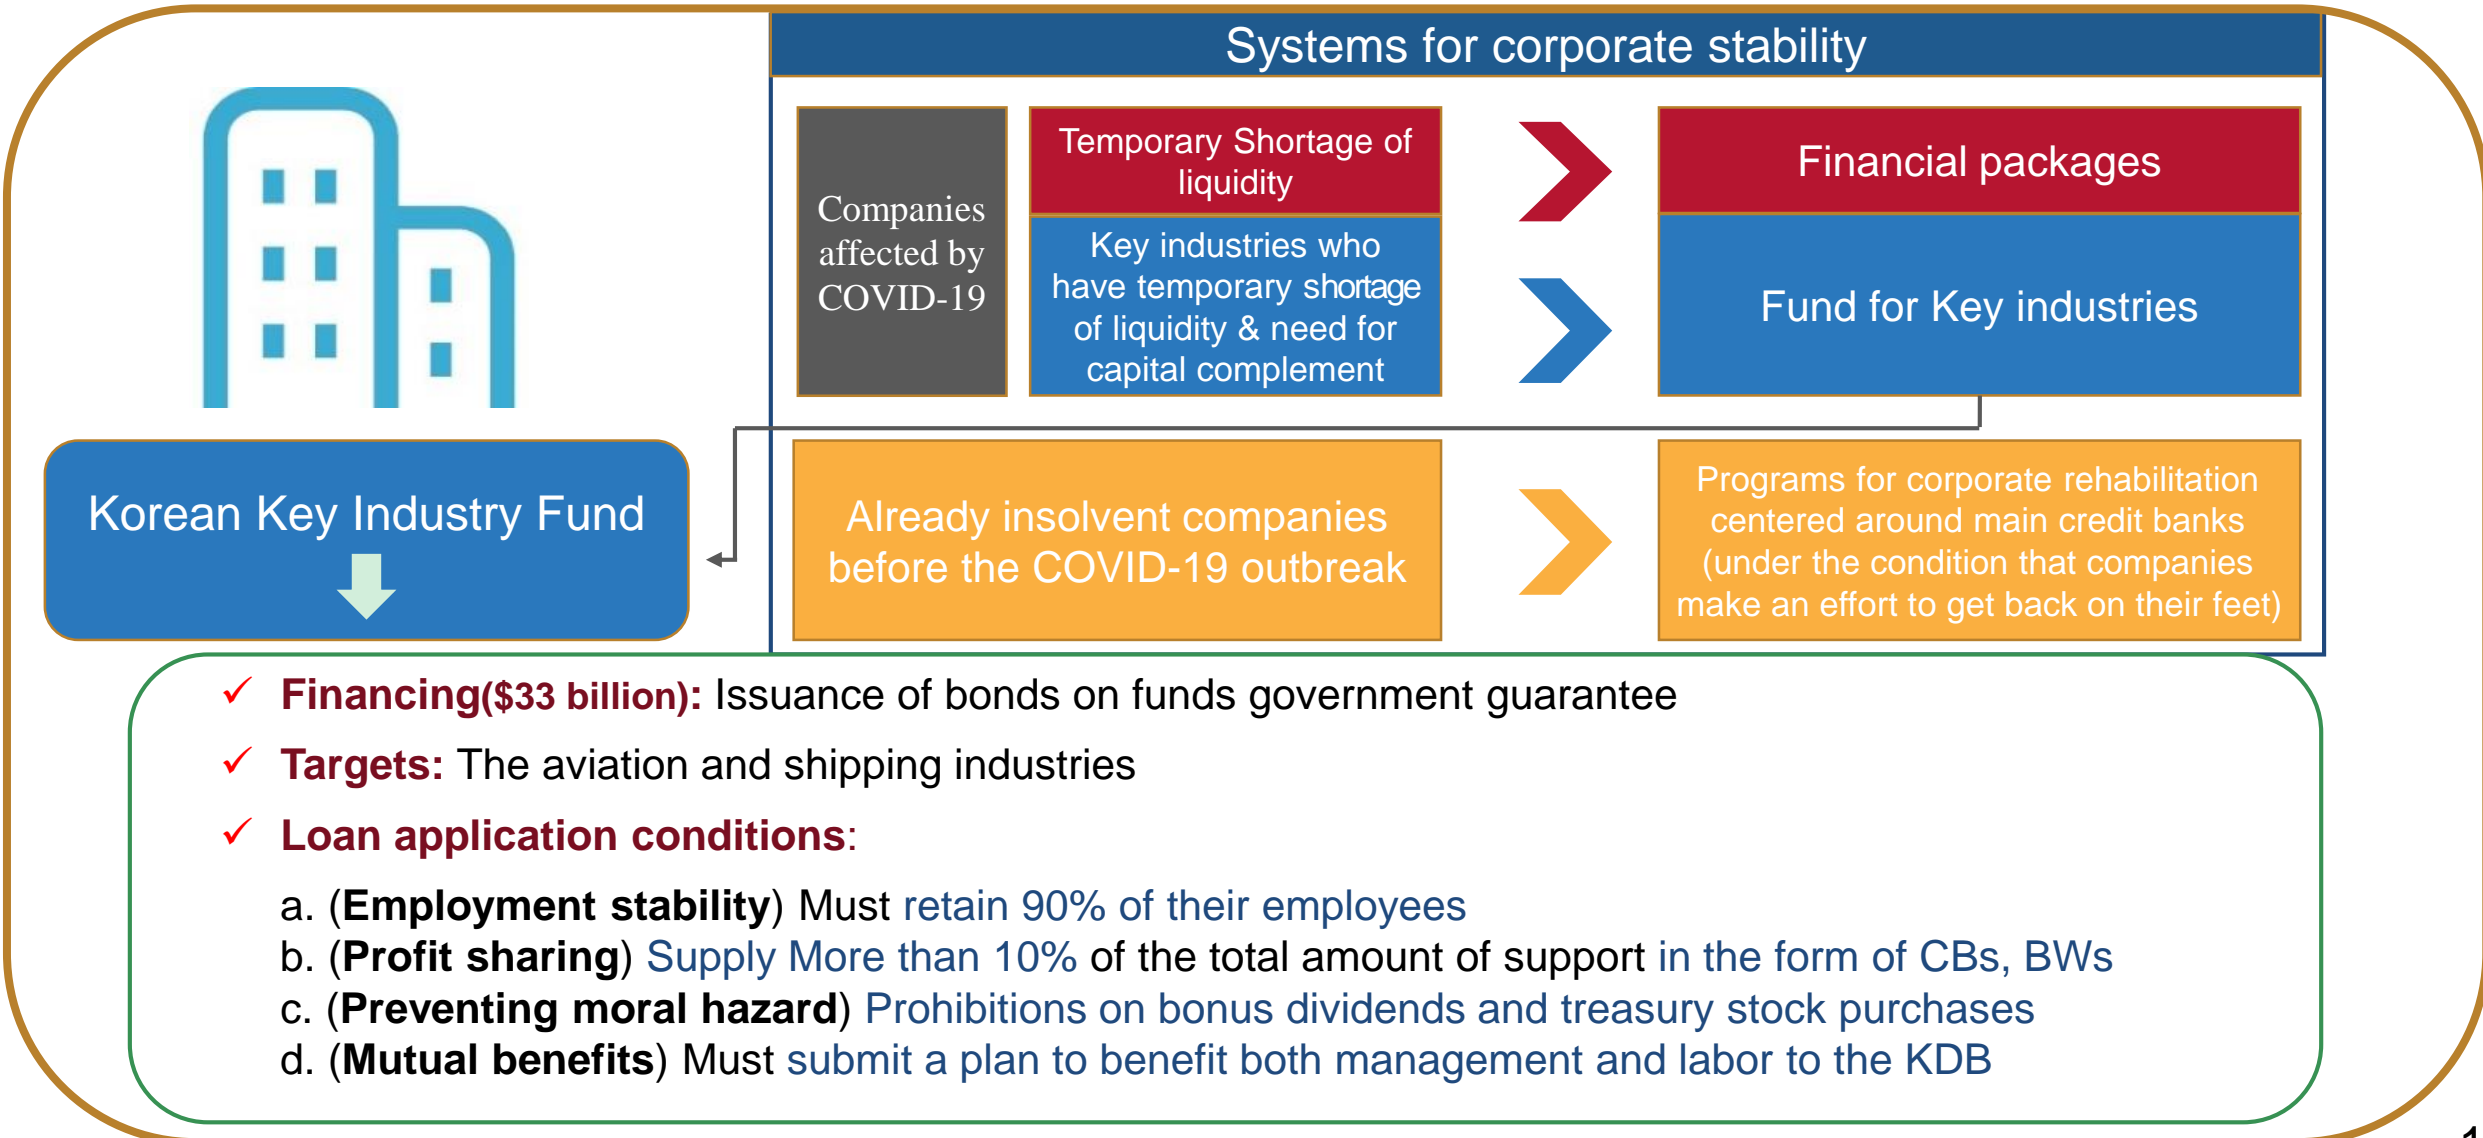 Systems for corporate stability
Companies
affected by
COVID-19
Temporary Shortage of
liquidity
Financial packages
Key industries who
have temporary shortage
of liquidity & need for
capital complement
Fund for Key industries
Korean Key Industry Fund
Already insolvent companies
before the COVID-19 outbreak
Programs for corporate rehabilitation
centered around main credit banks
(under the condition that companies
make an effort to get back on their feet)
✓ Financing($33 billion): Issuance of bonds on funds government guarantee
✓ Targets: The aviation and shipping industries
✓ Loan application conditions:
a. (Employment stability) Must retain 90% of their employees
b. (Profit sharing) Supply More than 10% of the total amount of support in the form of CBs, BWs
c. (Preventing moral hazard) Prohibitions on bonus dividends and treasury stock purchases
d. (Mutual benefits) Must submit a plan to benefit both management and labor to the KDB